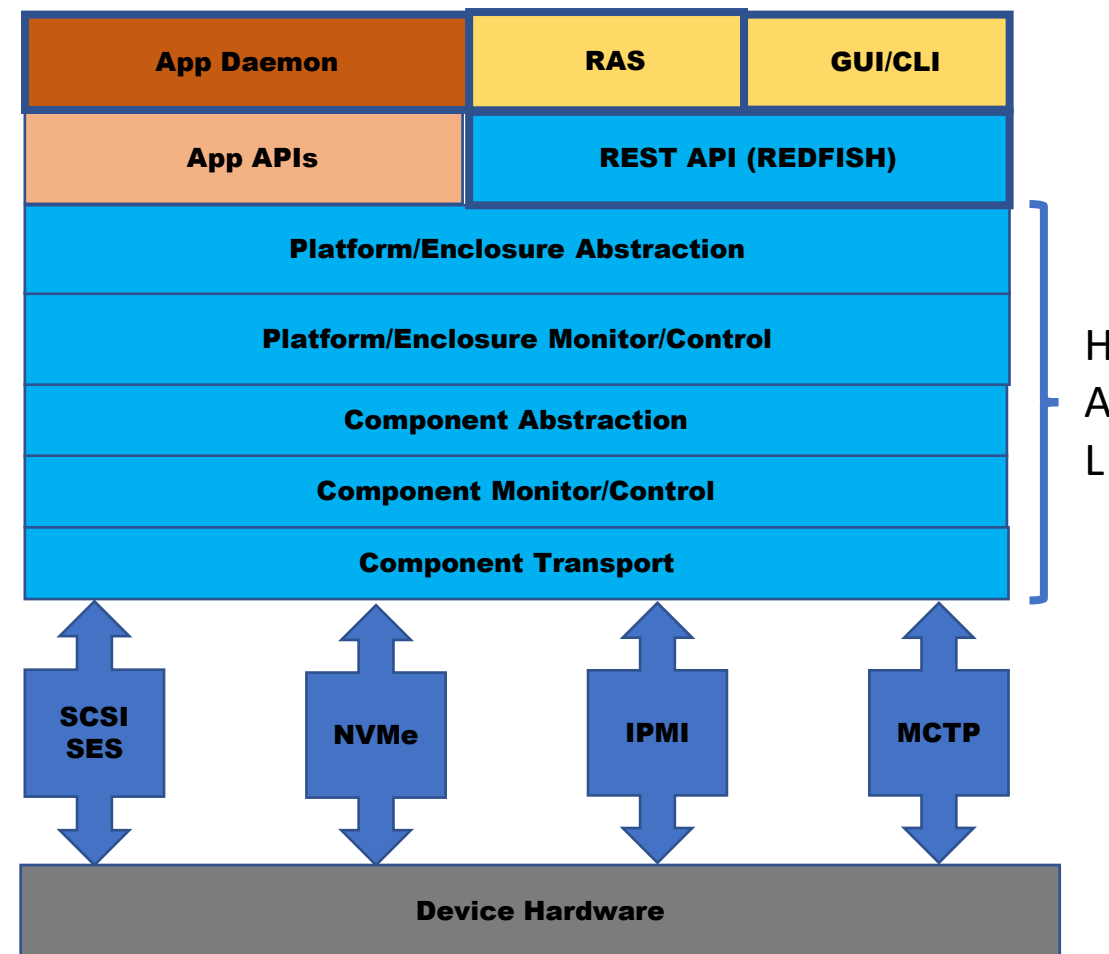 App Daemon
RAS
GUI/CLI
App APIs
REST API (REDFISH)
Platform/Enclosure Abstraction
Platform/Enclosure Monitor/Control
Component Abstraction
Component Monitor/Control
Component Transport
H
A
L
SCSI
SES
NVMe
IPMI
MCTP
Device Hardware